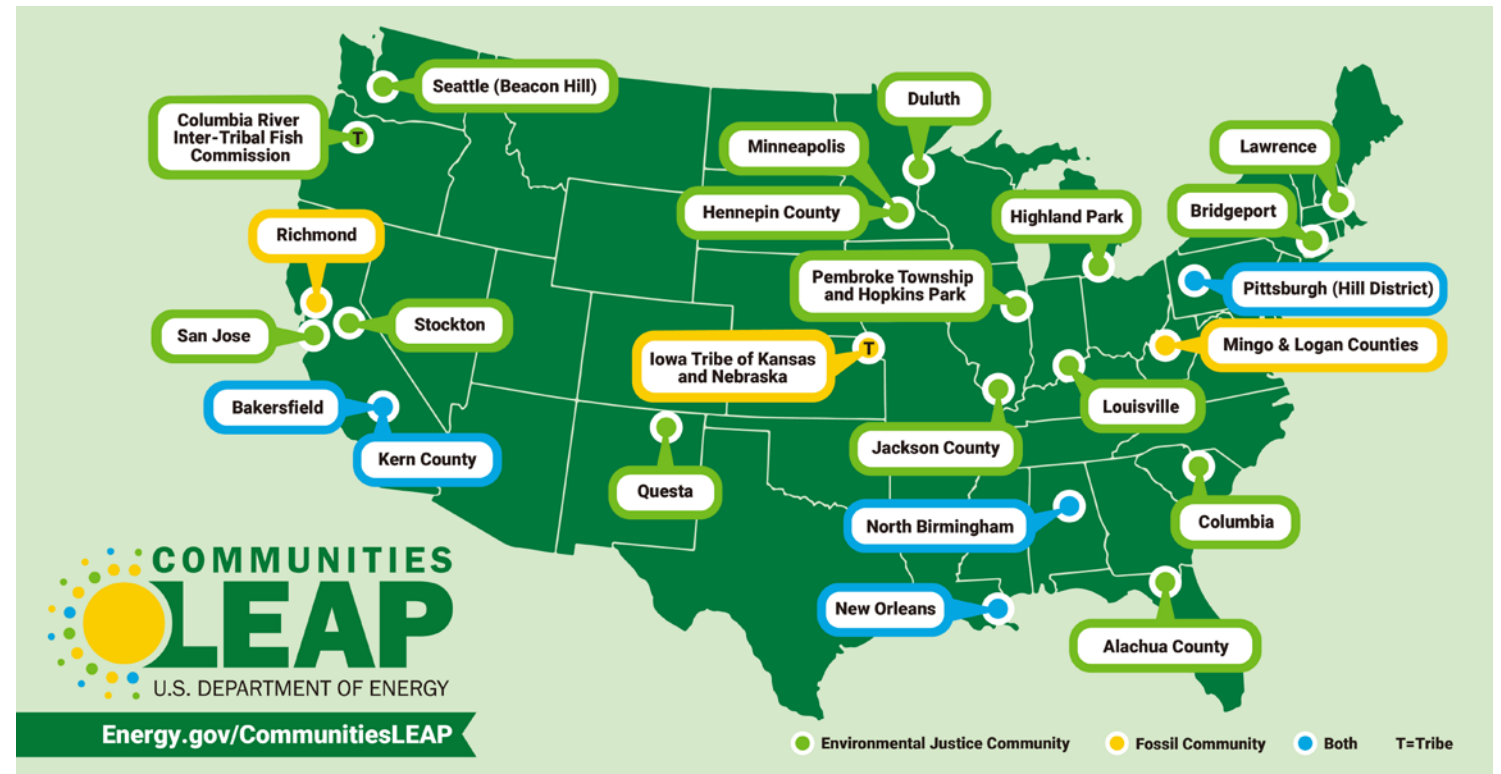 Seattle (Beacon Hill)
Duluth
Columbia River
Inter-Tribal Fish
Commission
T
Minneapolis
Lawrence
Hennepin County
Highland Park
Bridgeport
Richmond
Pembroke Township
and Hopkins Park
Pittsburgh (Hill District)
San Jose
Stockton
Iowa Tribe of Kansas
and Nebraska
T
Mingo & Logan Counties
Bakersfield
Louisville
Kern County
Jackson County
Questa
North Birmingham
Columbia
New Orleans
Alachua County
COMMUNITIES
LEAP
U.S. DEPARTMENT OF ENERGY
Energy.gov/CommunitiesLEAP
Environmental Justice Community
Fossil Community
Both
T=Tribe